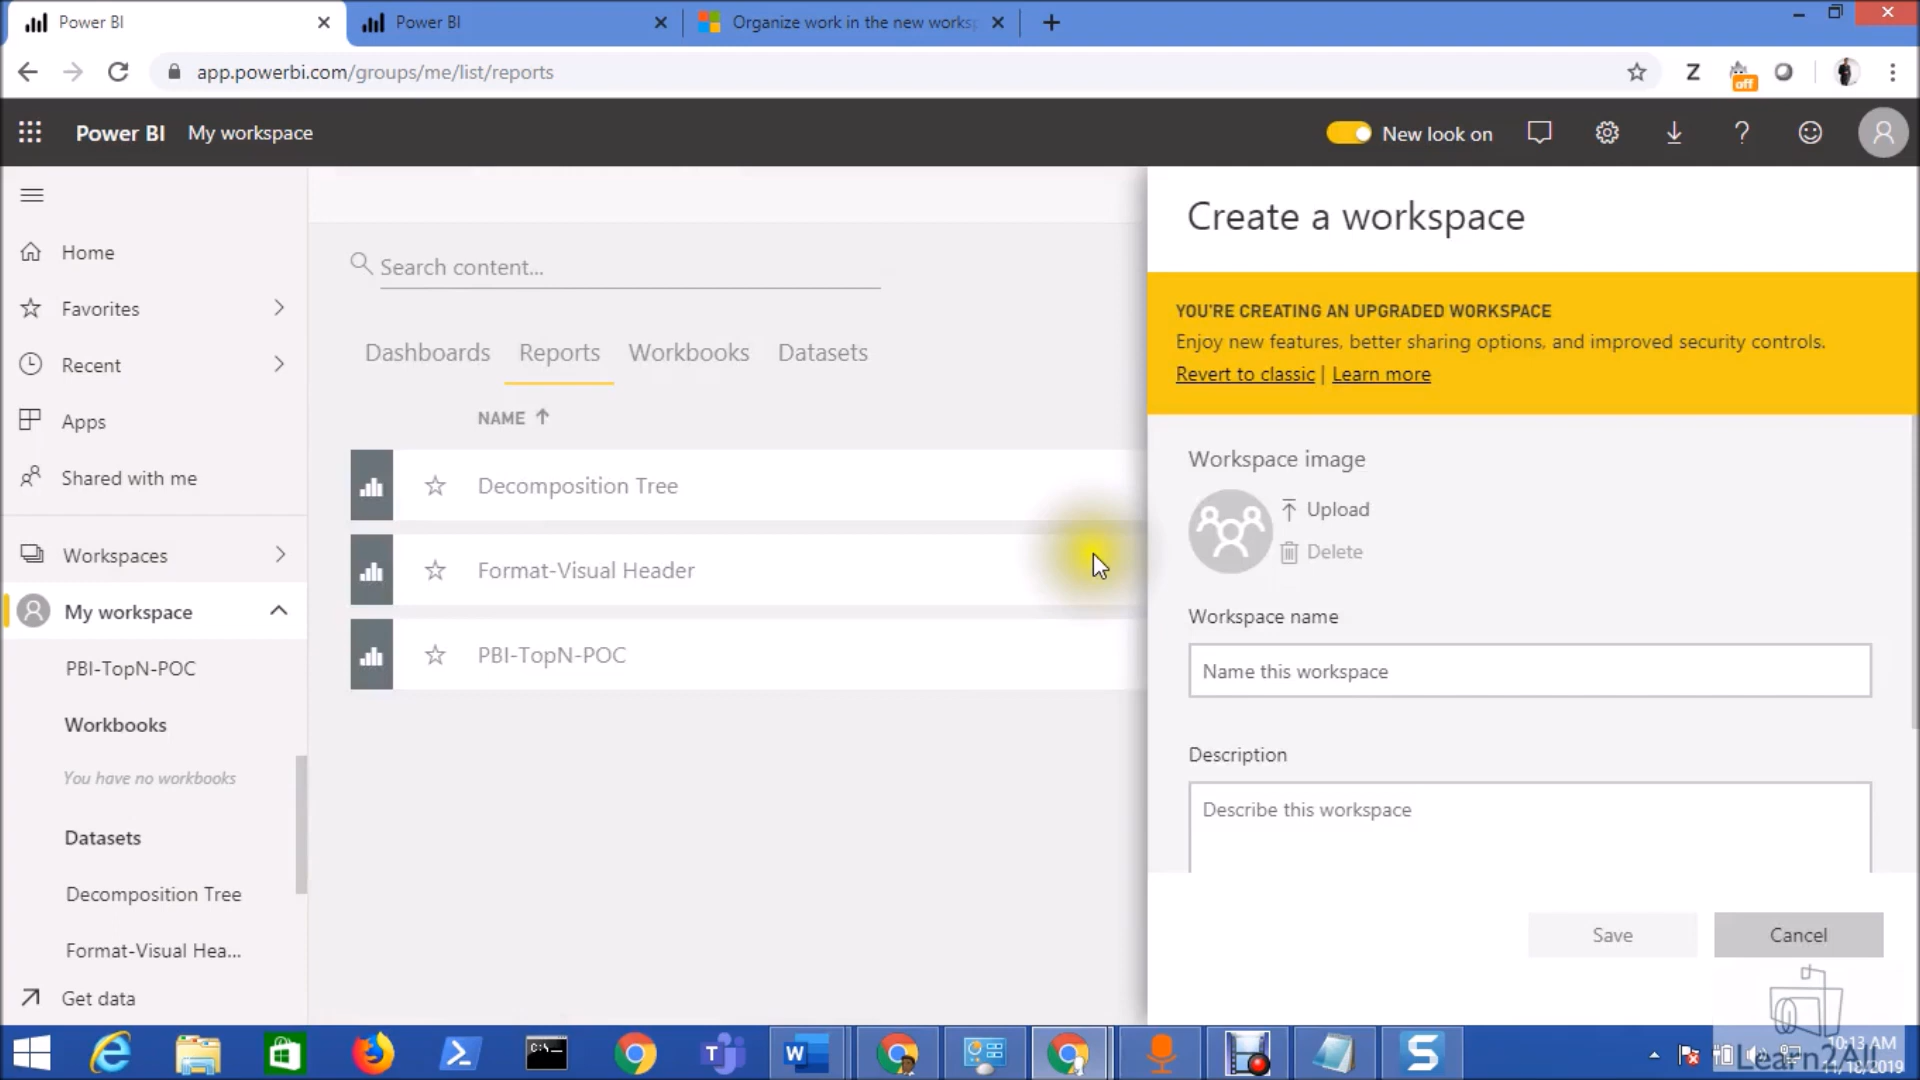 Power BI
Power BI
Organize work in the new works
app.powerbi.com/groups/me/list/reports
Z
off
Power BI
My workspace
New look on
Home
Favorites
Recent
Apps
Shared with me
Workspaces
My workspace
PBI-TopN-POC
Workbooks
You have no workbooks
Datasets
Decomposition Tree
Format-Visual Hea...
Get data
Search content...
Dashboards
Reports
Workbooks
Datasets
NAME
Decomposition Tree
Format-Visual Header
PBI-TopN-POC
Create a workspace
YOU'RE CREATING AN UPGRADED WORKSPACE
Enjoy new features, better sharing options, and improved security controls.
Revert to classic | Learn more
Workspace image
Upload
Delete
Workspace name
Name this workspace
Description
Describe this workspace
Save
Cancel
10:13 AM
11/18/2019
Learn2All